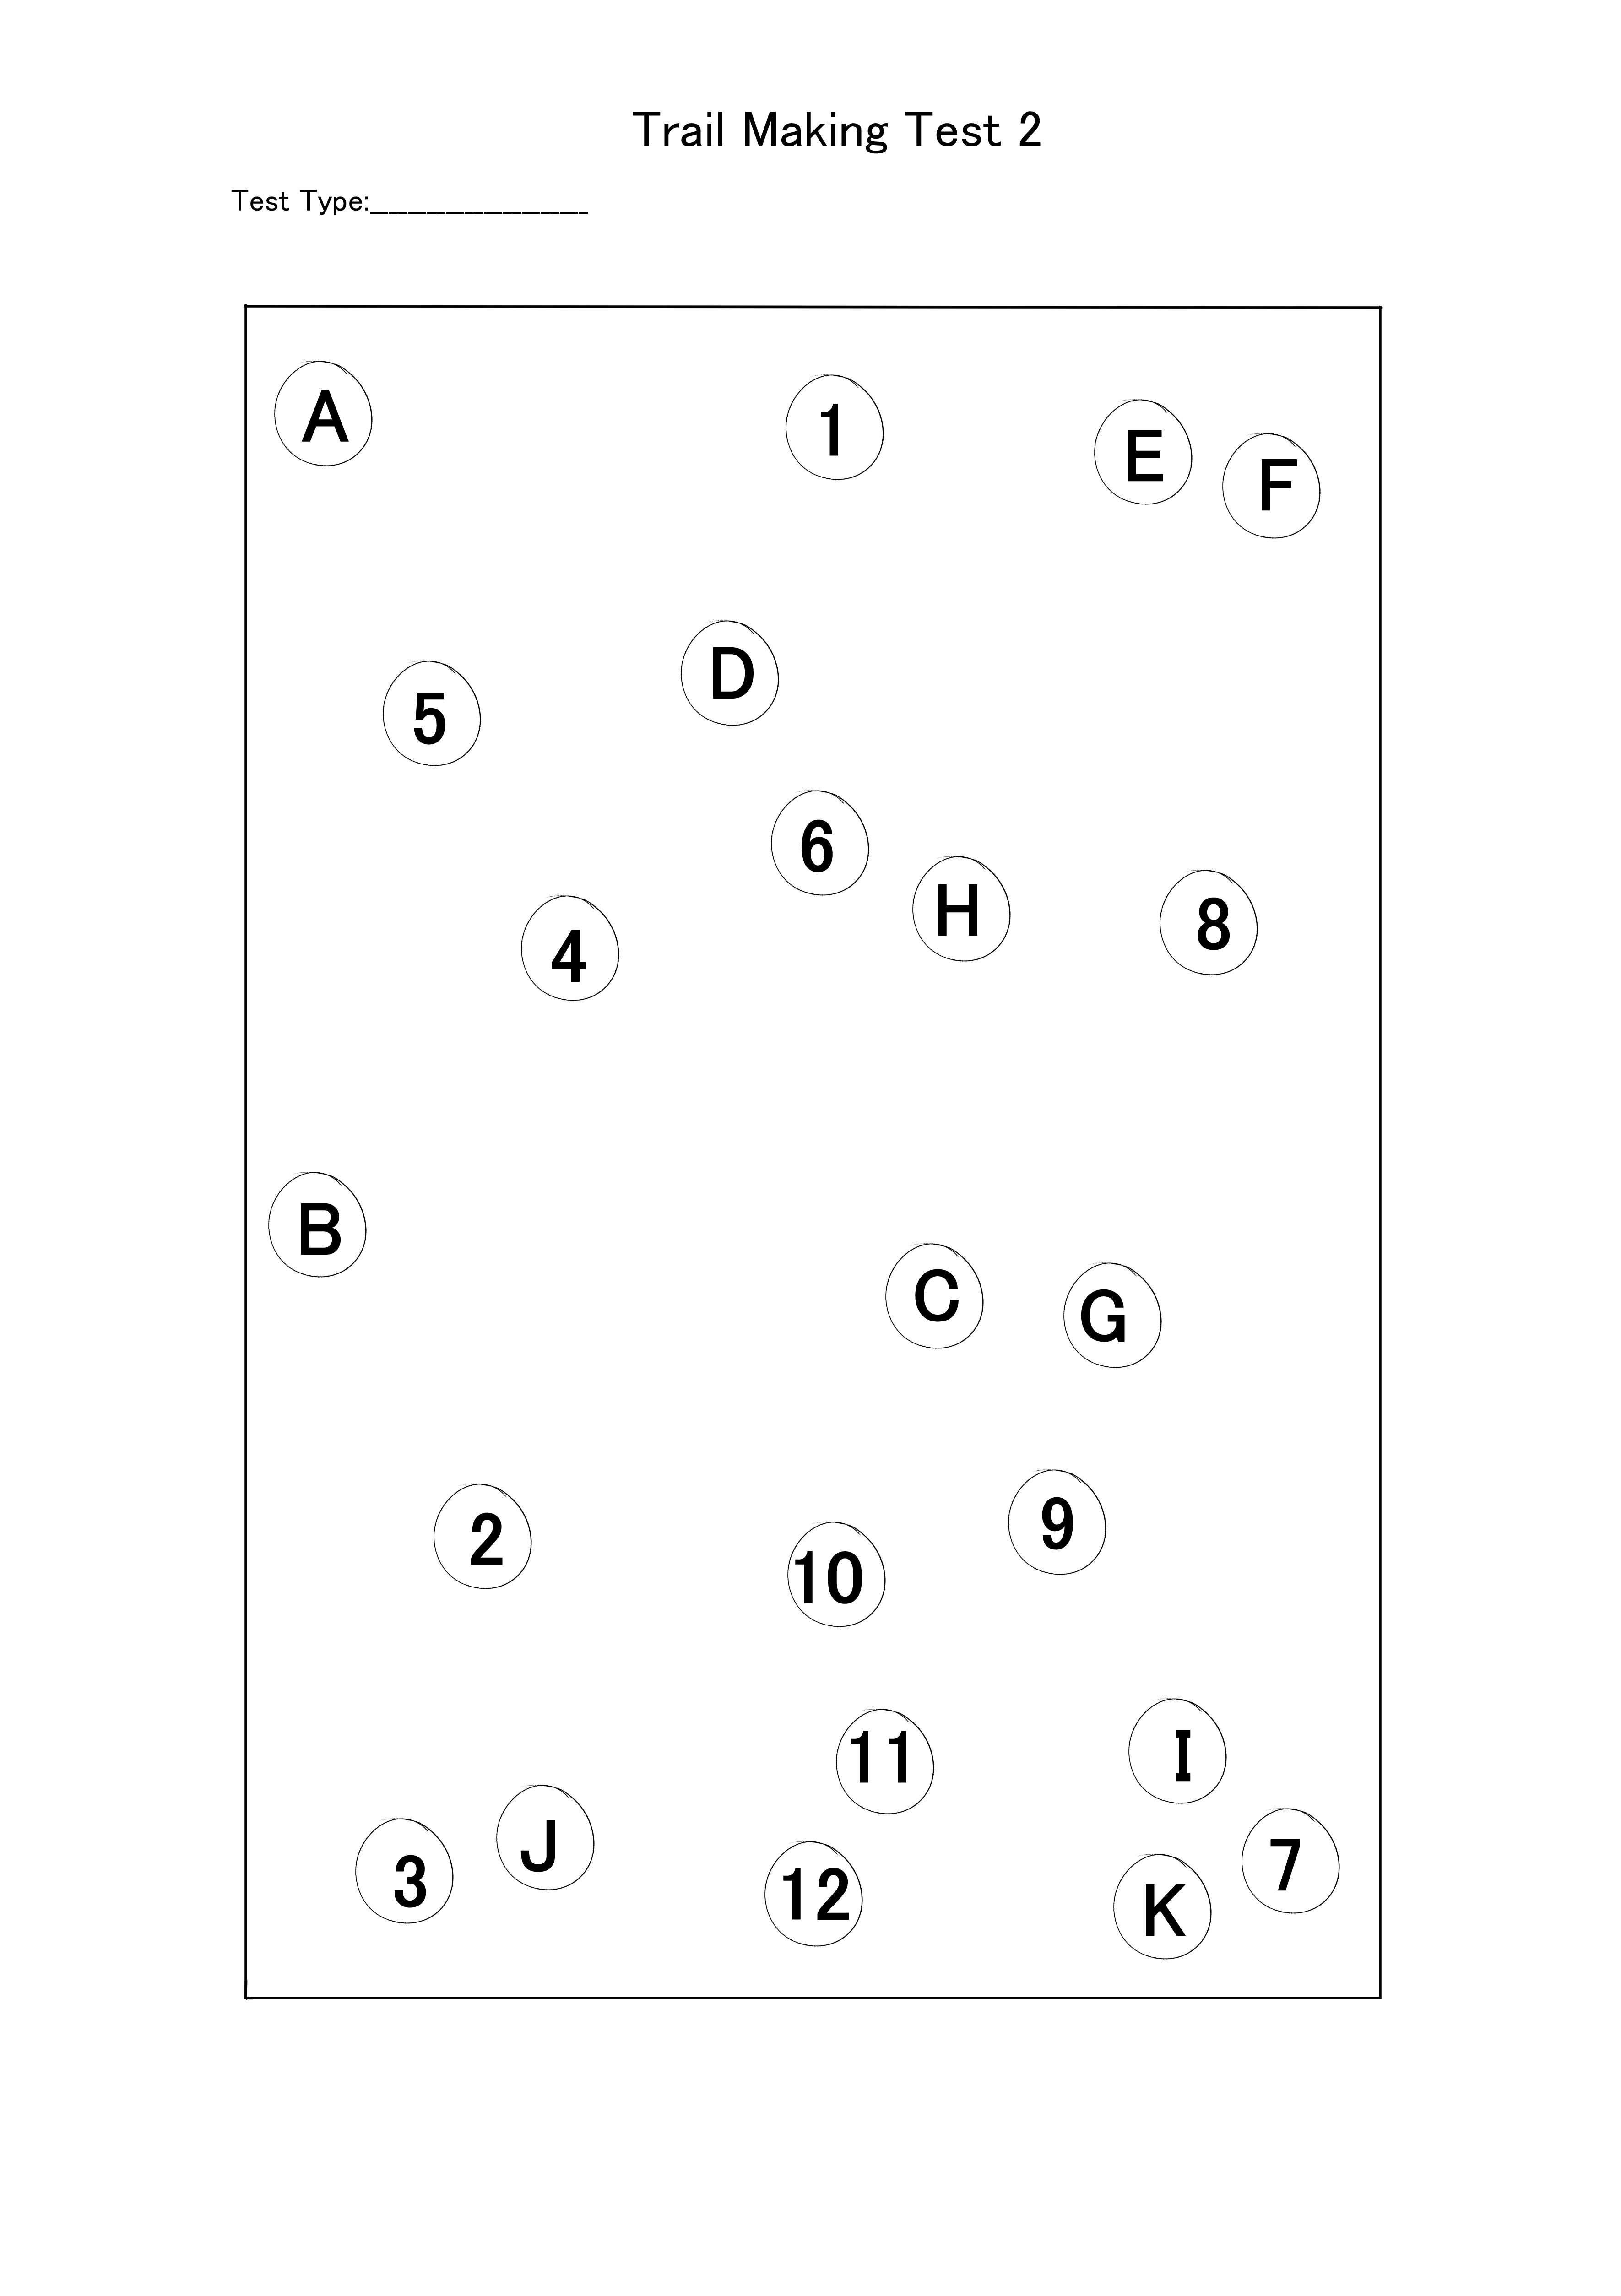 Trail Making Test 2
Test Type:_______________
A
1
E
F
D
5
6
H
8
4
B
C
G
9
2
10
11
I
J
7
3
12
K